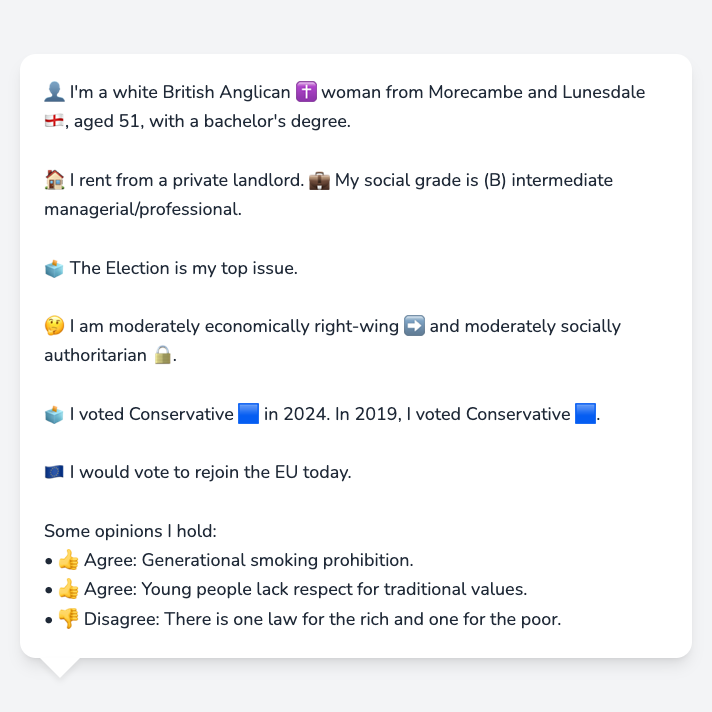 👤 I'm a white British Anglican ✝️ woman from Morecambe and Lunesdale
🏴󠁧󠁢󠁥󠁮󠁧󠁿, aged 51, with a bachelor's degree.
🏠 I rent from a private landlord. 💼 My social grade is (B) intermediate
managerial/professional.
🗳️ The Election is my top issue.
🤔 I am moderately economically right-wing ➡️ and moderately socially
authoritarian 🔒.
🗳️ I voted Conservative 🟦 in 2024. In 2019, I voted Conservative 🟦.
🇪🇺 I would vote to rejoin the EU today.
Some opinions I hold:
• 👍 Agree: Generational smoking prohibition.
• 👍 Agree: Young people lack respect for traditional values.
• 👎 Disagree: There is one law for the rich and one for the poor.